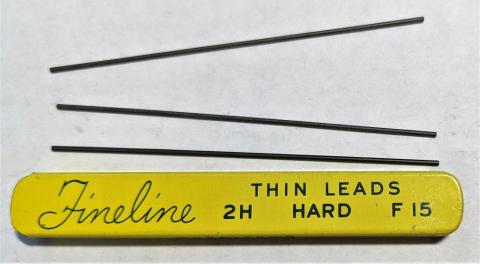 Fineline
THIN LEADS
2H HARD F 15